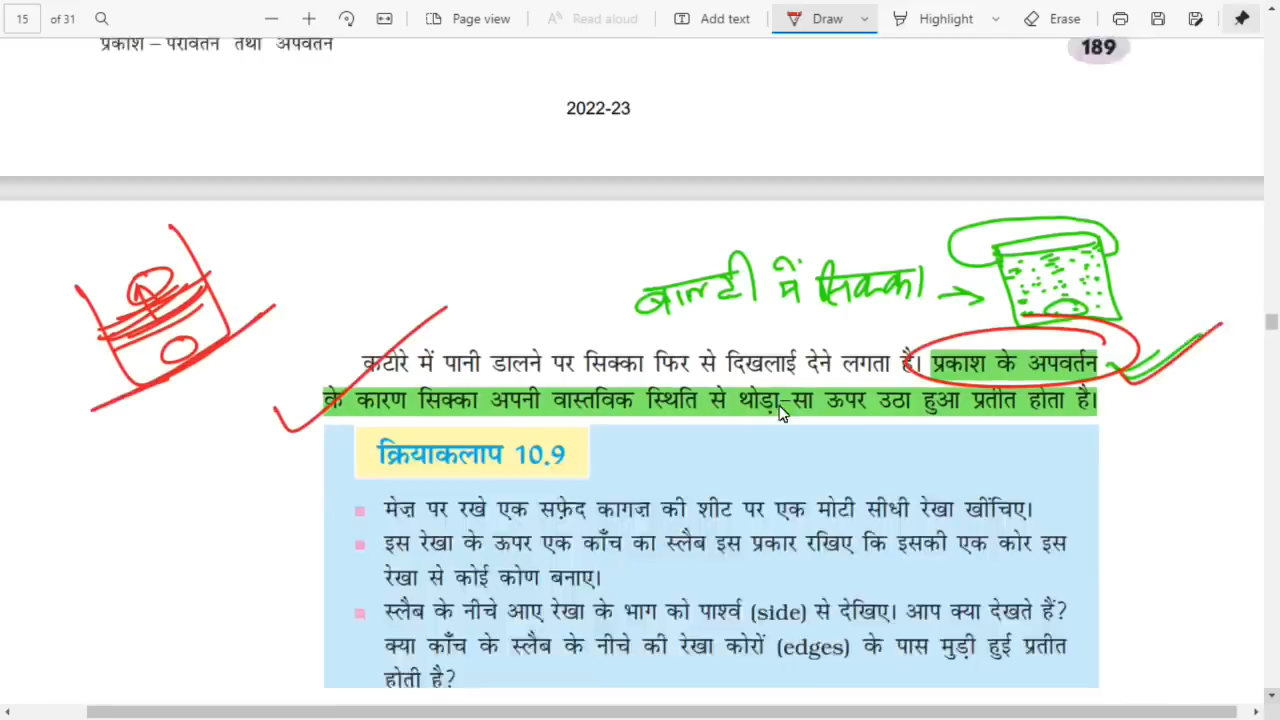 15 of 31 Page view Read aloud Add text Draw Highlight Erase
प्रकाश – परावर्तन तथा अपवर्तन 189
2022-23
बाल्टी में सिक्का
कटोरे में पानी डालने पर सिक्का फिर से दिखलाई देने लगता है। प्रकाश के अपवर्तन
के कारण सिक्का अपनी वास्तविक स्थिति से थोड़ा-सा ऊपर उठा हुआ प्रतीत होता है।
क्रियाकलाप 10.9
मेज़ पर रखे एक सफ़ेद कागज़ की शीट पर एक मोटी सीधी रेखा खींचिए।
इस रेखा के ऊपर एक काँच का स्लैब इस प्रकार रखिए कि इसकी एक कोर इस
रेखा से कोई कोण बनाए।
स्लैब के नीचे आए रेखा के भाग को पार्श्व (side) से देखिए। आप क्या देखते हैं?
क्या काँच के स्लैब के नीचे की रेखा कोरों (edges) के पास मुड़ी हुई प्रतीत
होती है?